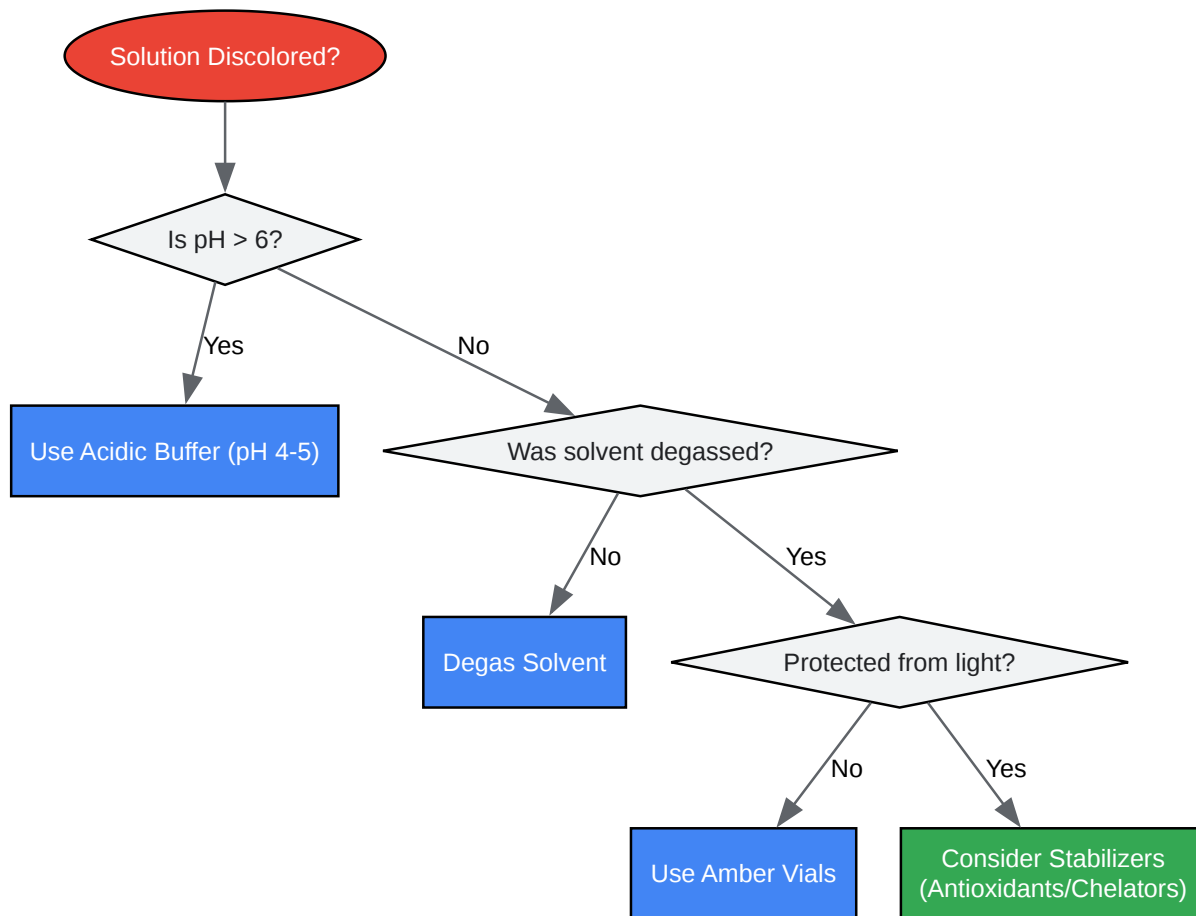 Solution Discolored?
Is pH > 6?
Yes
No
Use Acidic Buffer (pH 4-5)
Was solvent degassed?
No
Yes
Degas Solvent
Protected from light?
No
Yes
Use Amber Vials
Consider Stabilizers
(Antioxidants/Chelators)